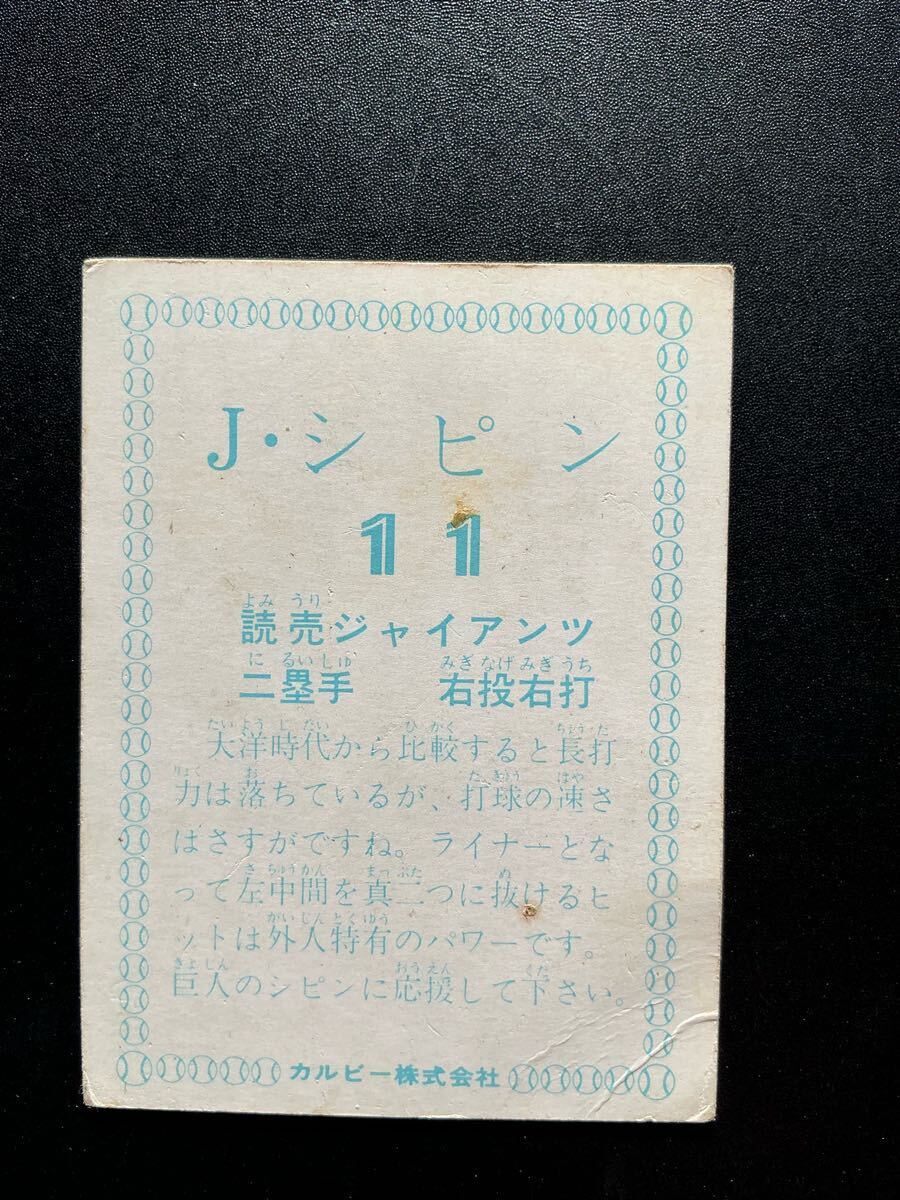 J・シピン
11
よみうり
読売ジャイアンツ
にるいしゅ みぎなげみぎうち
二塁手 右投右打
たいようじだい ひかく ちょうだ
大洋時代から比較すると長打
りょく お だきゅう はや
力は落ちているが、打球の速さ
はさすがですね。ライナーとな
さちゅうかん まっぷた ぬ
って左中間を真二つに抜けるヒ
がいじんとくゆう
ットは外人特有のパワーです。
きょじん おうえん くだ
巨人のシピンに応援して下さい。
カルビー株式会社